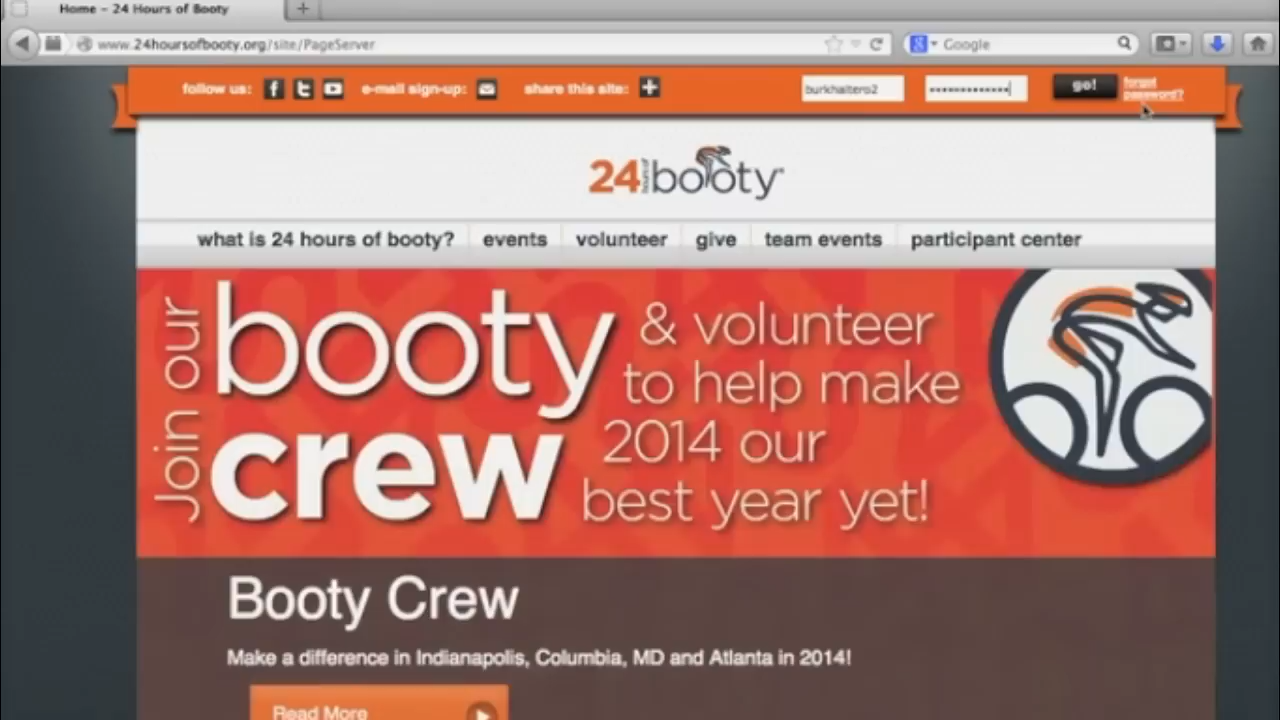 Home – 24 Hours of Booty
www.24hoursofbooty.org/site/PageServer
Google
follow us:
e-mail sign-up:
share this site:
burkhaltero2
go!
forgot password?
24 hours of booty
what is 24 hours of booty?
events
volunteer
give
team events
participant center
Join our
booty
crew
& volunteer
to help make
2014 our
best year yet!
Booty Crew
Make a difference in Indianapolis, Columbia, MD and Atlanta in 2014!
Read More